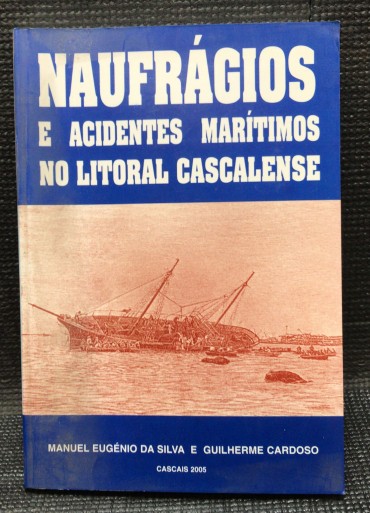 NAUFRÁGIOS
E ACIDENTES MARÍTIMOS
NO LITORAL CASCALENSE
MANUEL EUGÉNIO DA SILVA E GUILHERME CARDOSO
CASCAIS 2005